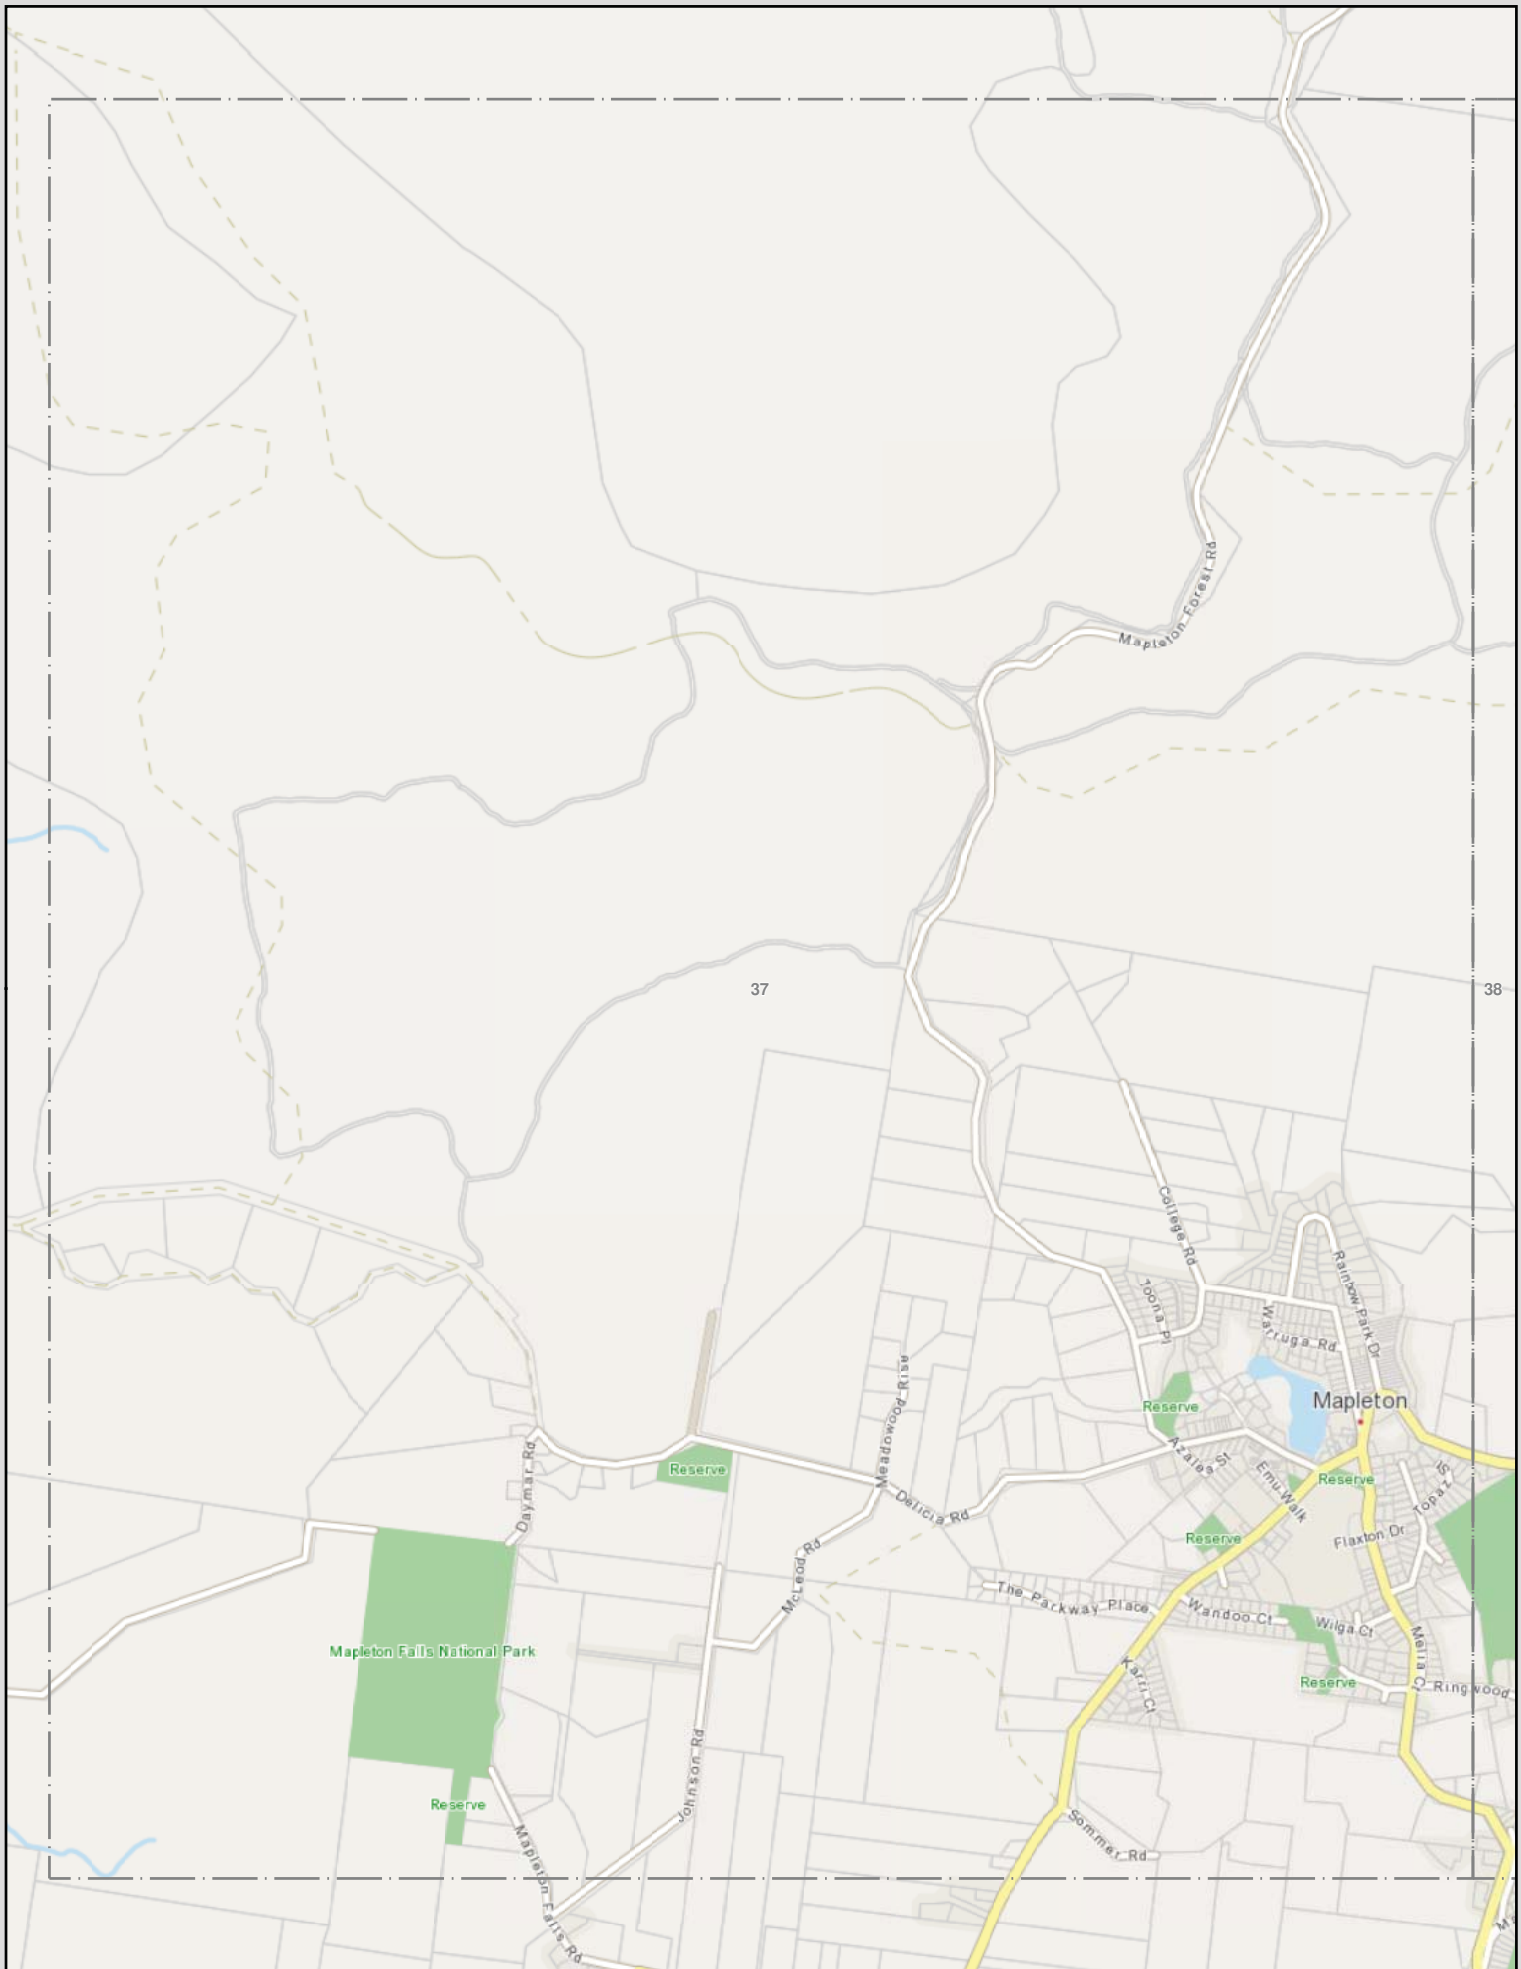 Mapleton Forest Rd
37
38
College Rd
Rainbow Park Dr
Toona Pl
Warruga Rd
Meadowood Rise
Mapleton
Reserve
Azalea St
Reserve
Daymar Rd
Emu Walk
Reserve
Topaz St
Delicia Rd
Reserve
Flaxton Dr
McLeod Rd
The Parkway Place
Wandoo Ct
Wilga Ct
Mapleton Falls National Park
Melia Ct
Karri Ct
Reserve
Ringwood
Johnson Rd
Reserve
Sommer Rd
Mapleton Falls Rd